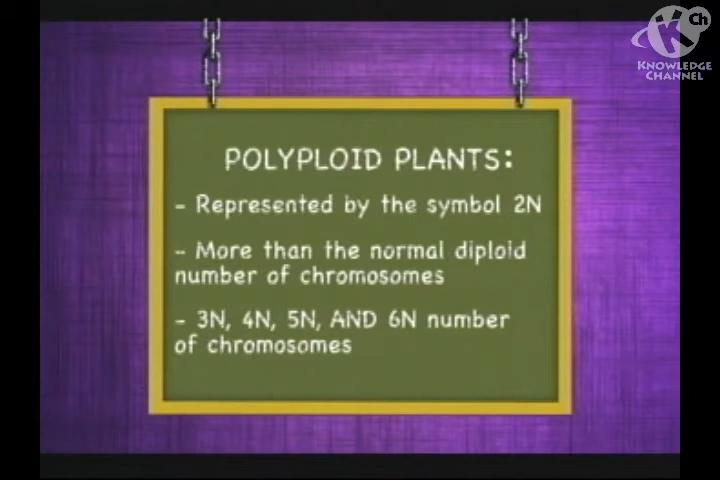 K Ch
KNOWLEDGE
CHANNEL
POLYPLOID PLANTS:
- Represented by the symbol 2N
- More than the normal diploid
number of chromosomes
- 3N, 4N, 5N, AND 6N number
of chromosomes